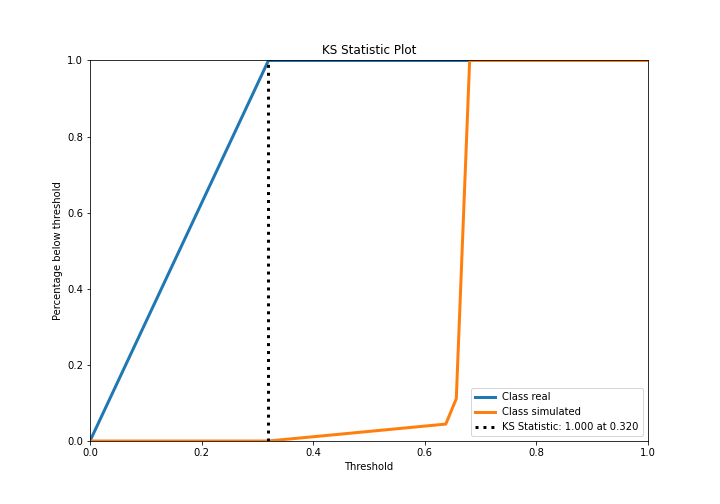 KS Statistic Plot
Percentage below threshold
1.0
0.8
0.6
0.4
0.2
0.0
0.0 0.2 0.4 0.6 0.8 1.0
Threshold
Class real
Class simulated
KS Statistic: 1.000 at 0.320